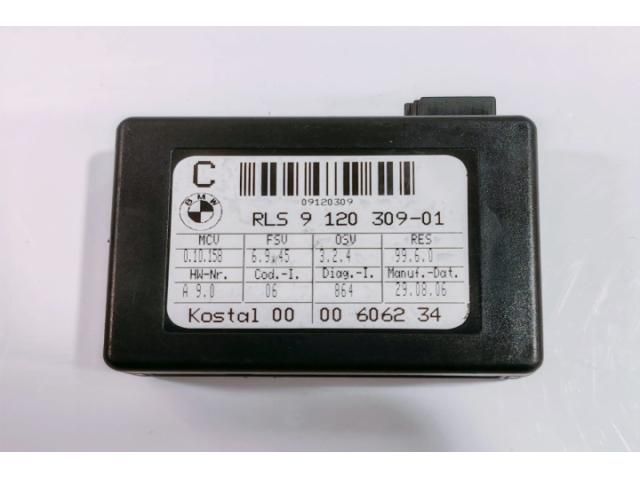 C
09120309
BMW
RLS 9 120 309-01
MCV FSV OSV RES
0.10.158 6.9.45 3.2.4 99.6.0
HW-Nr. Cod.-I. Diag.-I. Manuf.-Dat.
A 9.0 06 864 29.08.06
Kostal 00 00 6062 34